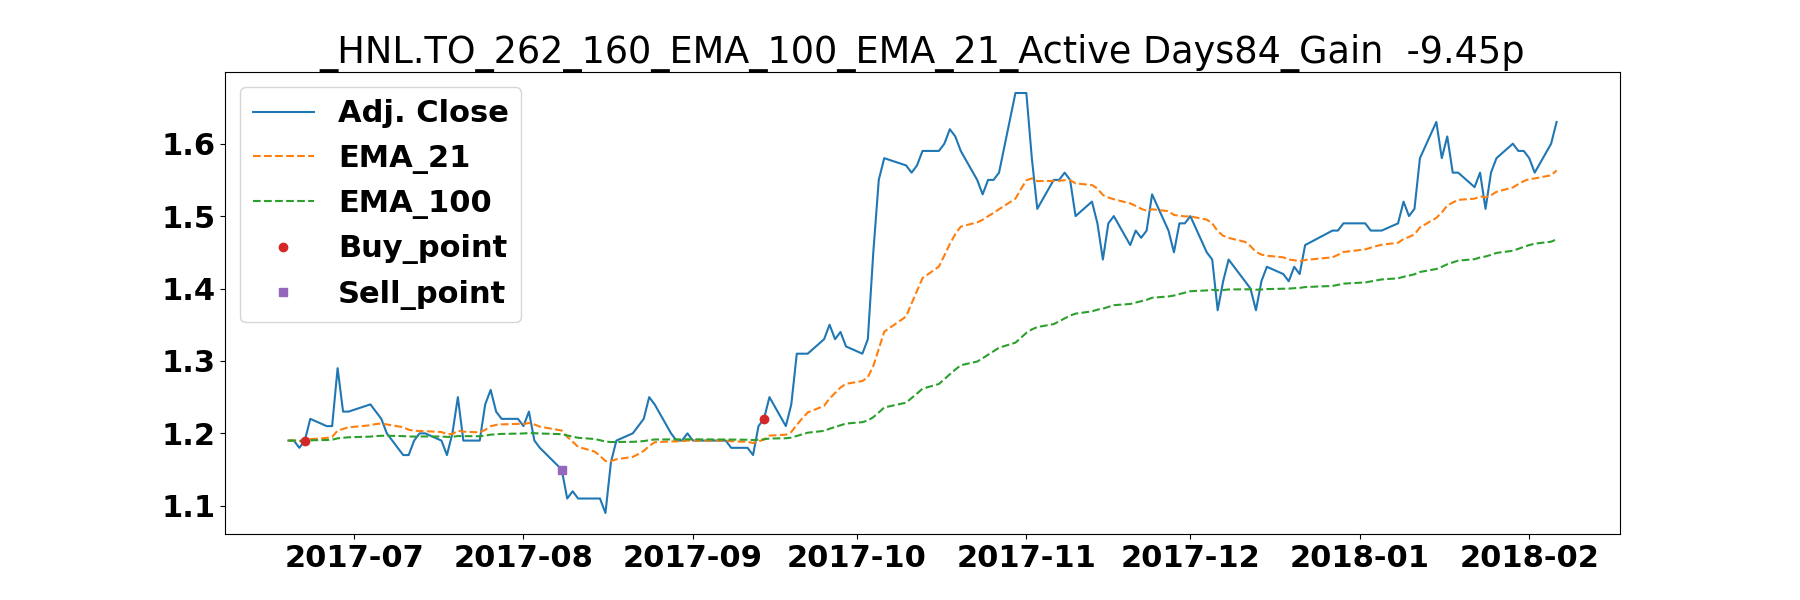 _HNL.TO_262_160_EMA_100_EMA_21_Active Days84_Gain  -9.45p
Adj. Close
EMA_21
EMA_100
Buy_point
Sell_point
1.6
1.5
1.4
1.3
1.2
1.1
2017-07 2017-08 2017-09 2017-10 2017-11 2017-12 2018-01 2018-02